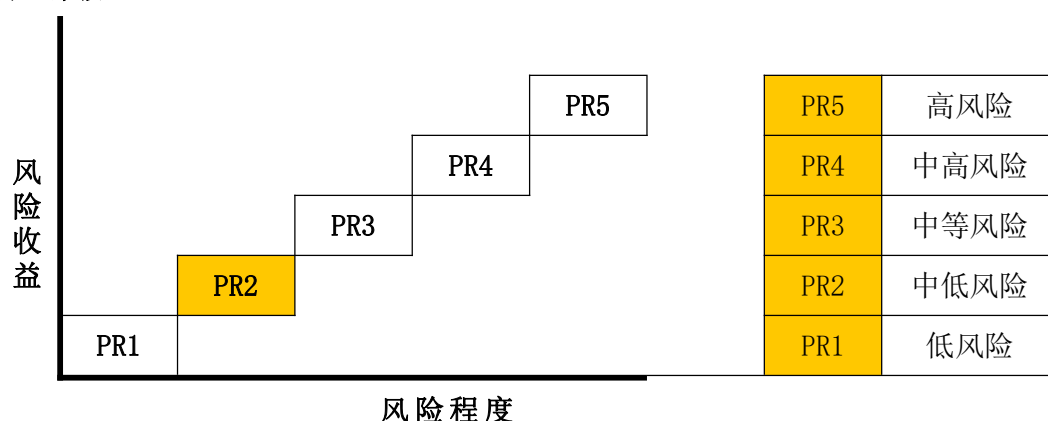 PR5
PR5 高风险
风险收益
PR4
PR4 中高风险
PR3
PR3 中等风险
PR2
PR2 中低风险
PR1
PR1 低风险
风险程度